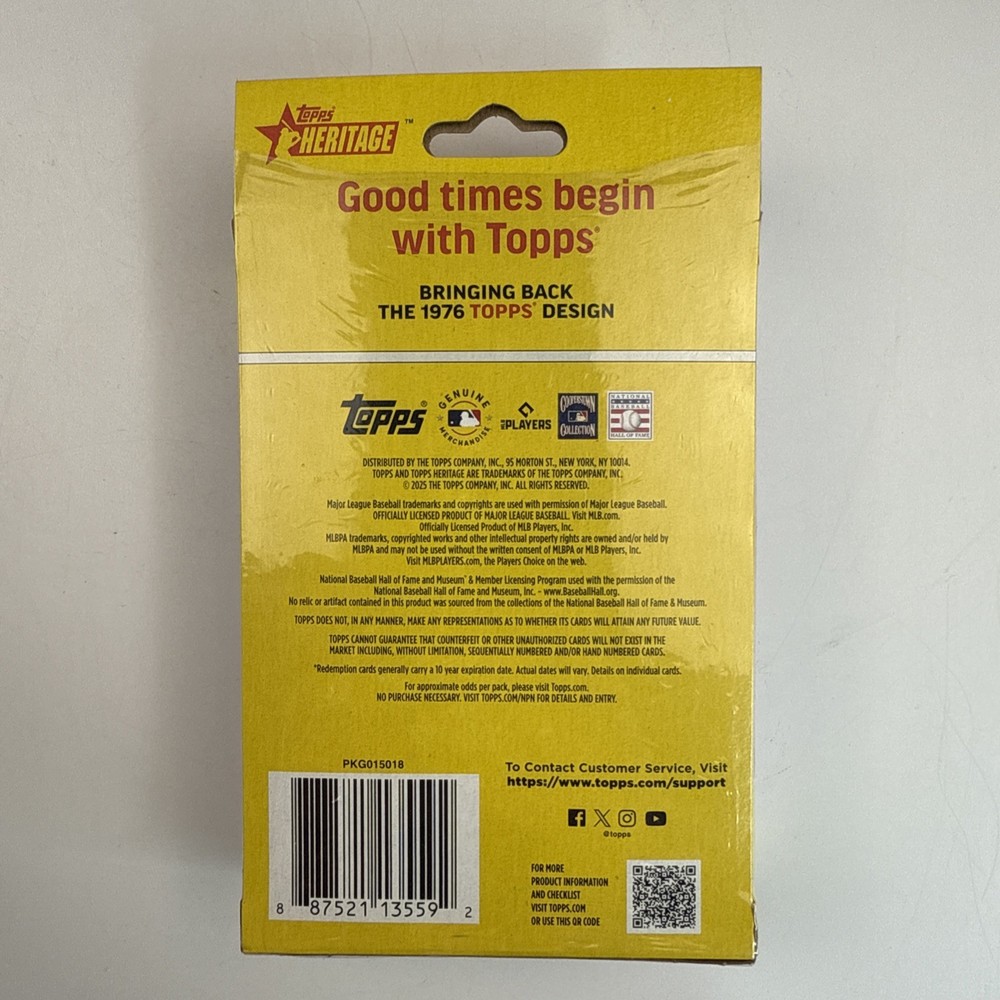 Topps
HERITAGE™
Good times begin
with Topps®
BRINGING BACK
THE 1976 TOPPS® DESIGN
Topps®
GENUINE
MERCHANDISE
MLB PLAYERS
COOPERSTOWN
COLLECTION
NATIONAL
BASEBALL
HALL OF FAME
DISTRIBUTED BY THE TOPPS COMPANY, INC., 95 MORTON ST., NEW YORK, NY 10014.
TOPPS AND TOPPS HERITAGE ARE TRADEMARKS OF THE TOPPS COMPANY, INC.
© 2025 THE TOPPS COMPANY, INC. ALL RIGHTS RESERVED.
Major League Baseball trademarks and copyrights are used with permission of Major League Baseball.
OFFICIALLY LICENSED PRODUCT OF MAJOR LEAGUE BASEBALL. Visit MLB.com.
Officially Licensed Product of MLB Players, Inc.
MLBPA trademarks, copyrighted works and other intellectual property rights are owned and/or held by
MLBPA and may not be used without the written consent of MLBPA or MLB Players, Inc.
Visit MLBPLAYERS.com, the Players Choice on the web.
National Baseball Hall of Fame and Museum® & Member Licensing Program used with the permission of the
National Baseball Hall of Fame and Museum, Inc. - www.BaseballHall.org.
No relic or artifact contained in this product was sourced from the collections of the National Baseball Hall of Fame & Museum.
TOPPS DOES NOT, IN ANY MANNER, MAKE ANY REPRESENTATIONS AS TO WHETHER ITS CARDS WILL ATTAIN ANY FUTURE VALUE.
TOPPS CANNOT GUARANTEE THAT COUNTERFEIT OR OTHER UNAUTHORIZED CARDS WILL NOT EXIST IN THE
MARKET INCLUDING, WITHOUT LIMITATION, SEQUENTIALLY NUMBERED AND/OR HAND NUMBERED CARDS.
*Redemption cards generally carry a 10 year expiration date. Actual dates will vary. Details on individual cards.
For approximate odds per pack, please visit Topps.com.
NO PURCHASE NECESSARY. VISIT TOPPS.COM/NPN FOR DETAILS AND ENTRY.
PKG015018
8 87521 13559 2
To Contact Customer Service, Visit
https://www.topps.com/support
@topps
FOR MORE
PRODUCT INFORMATION
AND CHECKLIST
VISIT TOPPS.COM
OR USE THIS QR CODE